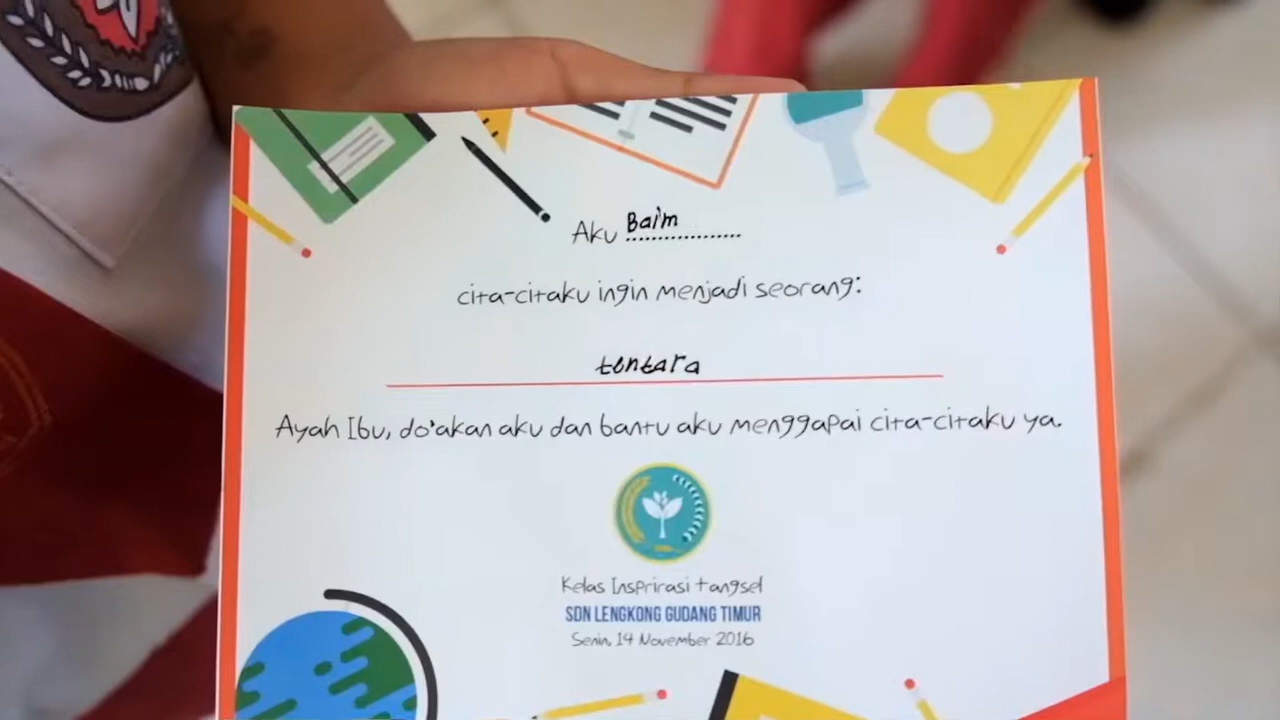 Aku Baim
cita-citaku ingin menjadi seorang:
tentara
Ayah Ibu, do'akan aku dan bantu aku menggapai cita-citaku ya.
Kelas Insprirasi Tangsel
SDN LENGKONG GUDANG TIMUR
Senin, 14 November 2016